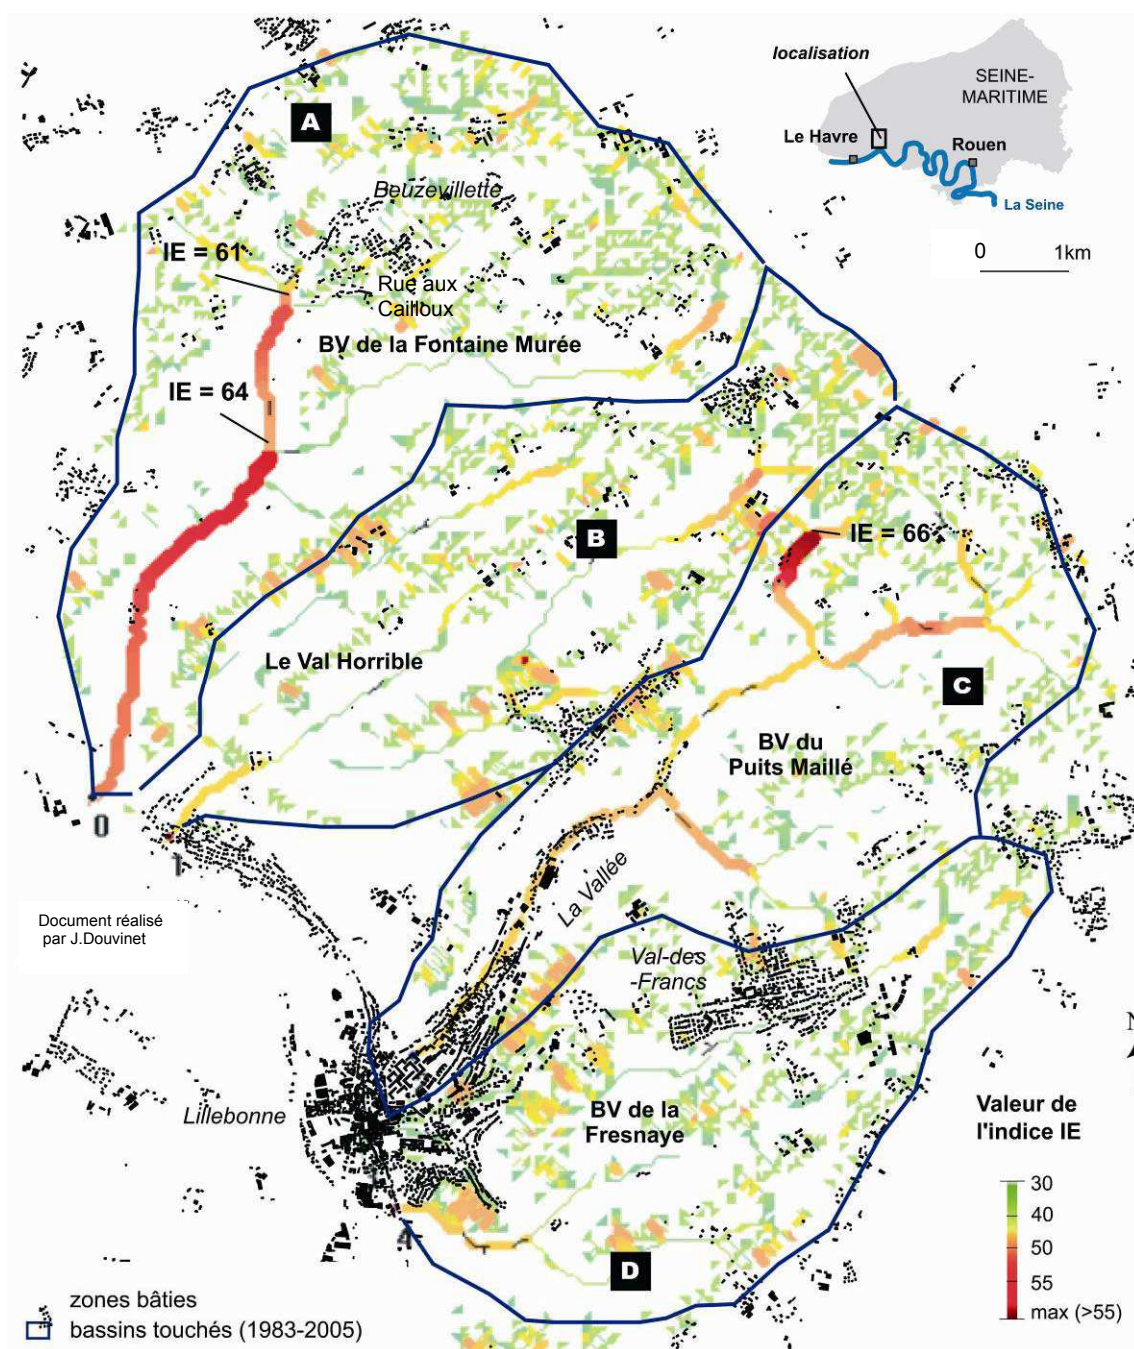 localisation
SEINE-
MARITIME
Le Havre
Rouen
La Seine
0 1km
A
Beuzevillette
IE = 61
Rue aux
Cailloux
BV de la Fontaine Murée
IE = 64
B
IE = 66
Le Val Horrible
C
BV du
Puits Maillé
0
1
La Vallée
Document réalisé
par J.Douvinet
Val-des
-Francs
N
Lillebonne
BV de la
Fresnaye
Valeur de
l'indice IE
30
40
50
55
max (>55)
4
D
zones bâties
bassins touchés (1983-2005)